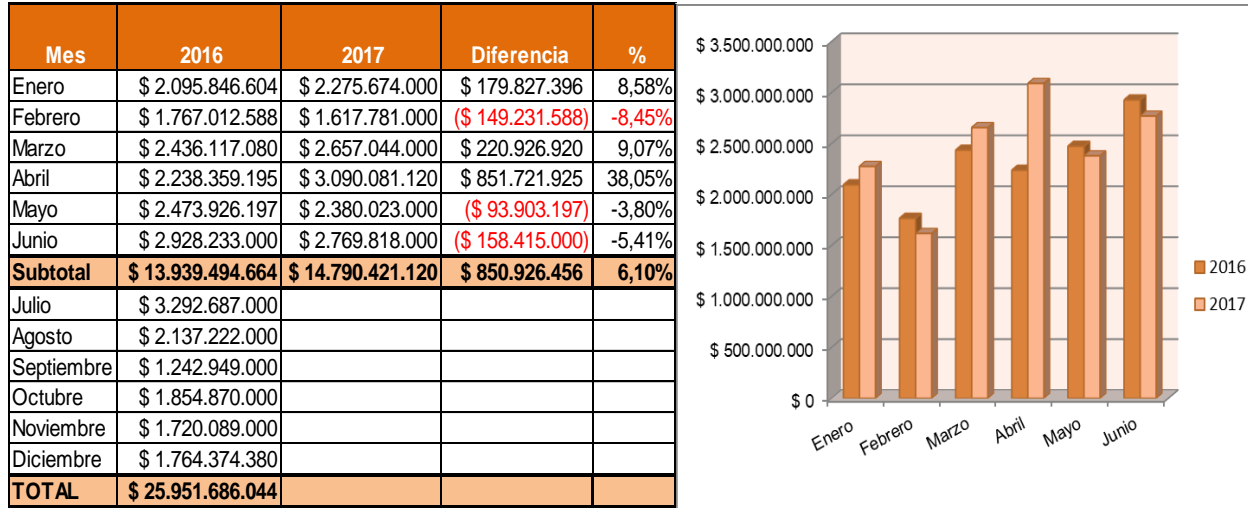 Mes 2016 2017 Diferencia %
Enero $ 2.095.846.604 $ 2.275.674.000 $ 179.827.396 8,58%
Febrero $ 1.767.012.588 $ 1.617.781.000 ($ 149.231.588) -8,45%
Marzo $ 2.436.117.080 $ 2.657.044.000 $ 220.926.920 9,07%
Abril $ 2.238.359.195 $ 3.090.081.120 $ 851.721.925 38,05%
Mayo $ 2.473.926.197 $ 2.380.023.000 ($ 93.903.197) -3,80%
Junio $ 2.928.233.000 $ 2.769.818.000 ($ 158.415.000) -5,41%
Subtotal $ 13.939.494.664 $ 14.790.421.120 $ 850.926.456 6,10%
Julio $ 3.292.687.000
Agosto $ 2.137.222.000
Septiembre $ 1.242.949.000
Octubre $ 1.854.870.000
Noviembre $ 1.720.089.000
Diciembre $ 1.764.374.380
TOTAL $ 25.951.686.044
$ 3.500.000.000
$ 3.000.000.000
$ 2.500.000.000
$ 2.000.000.000
$ 1.500.000.000
$ 1.000.000.000
$ 500.000.000
$ 0
Enero Febrero Marzo Abril Mayo Junio
2016
2017